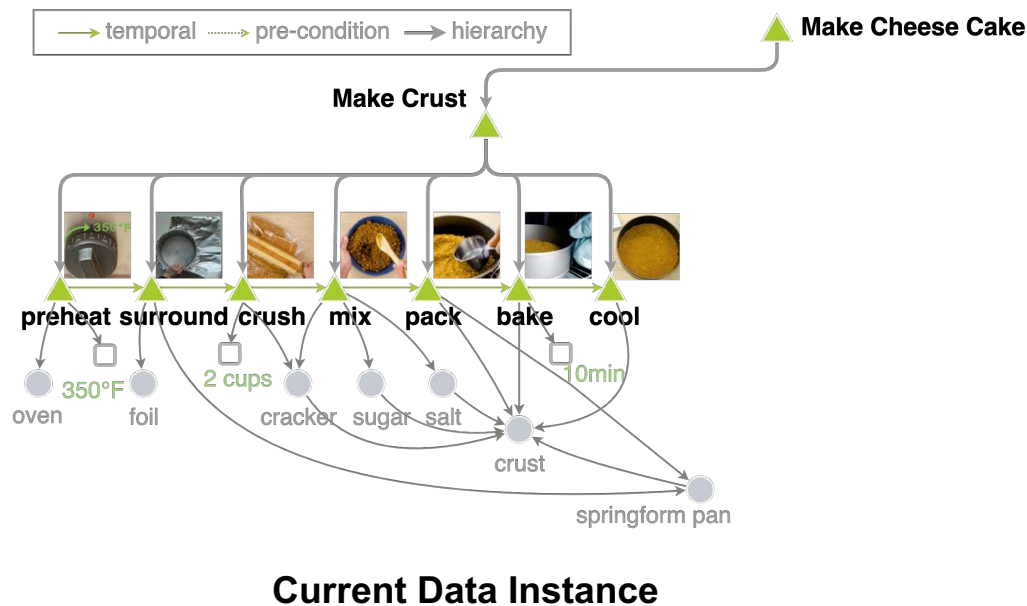 temporal pre-condition hierarchy
Make Cheese Cake
Make Crust
350°F
preheat surround crush mix pack bake cool
350°F 2 cups 10min
oven foil cracker sugar salt
crust
springform pan
Current Data Instance